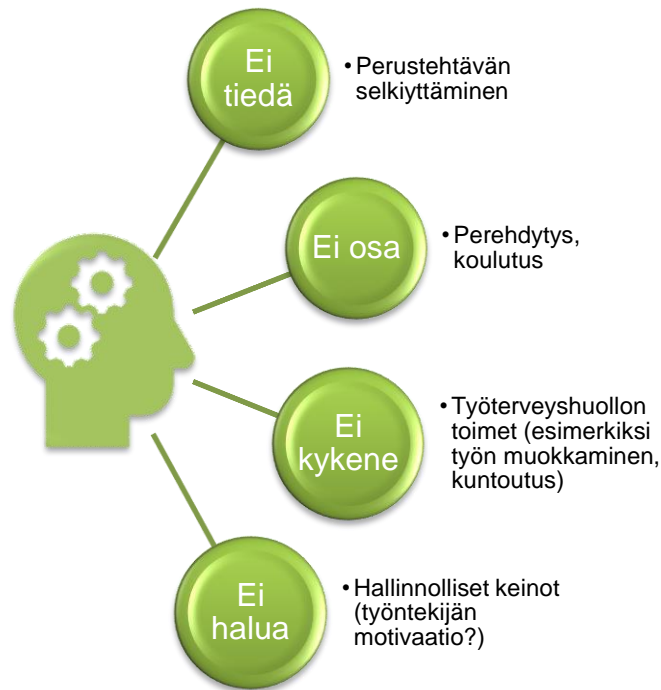 Ei
tiedä
• Perustehtävän
selkiyttäminen
Ei osa
• Perehdytys,
koulutus
Ei
kykene
• Työterveyshuollon
toimet (esimerkiksi
työn muokkaminen,
kuntoutus)
Ei
halua
• Hallinnolliset keinot
(työntekijän
motivaatio?)